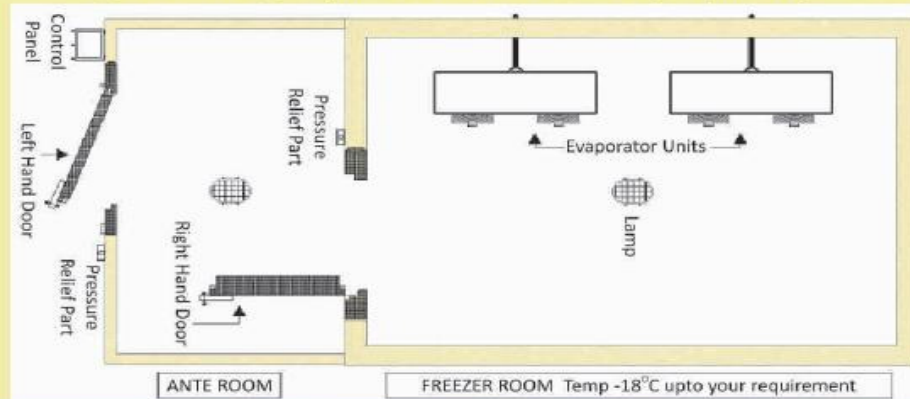 Control
Panel
Left Hand Door
Pressure
Relief Part
Pressure
Relief Part
Right Hand Door
Evaporator Units
Lamp
ANTE ROOM
FREEZER ROOM Temp -18°C upto your requirement